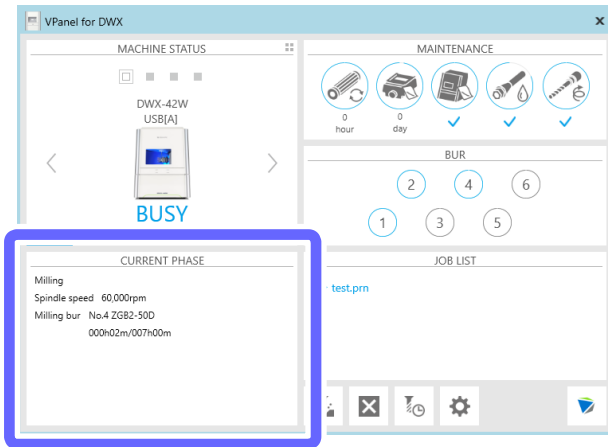 VPanel for DWX
x
MACHINE STATUS
DWX-42W
USB[A]
BUSY
MAINTENANCE
0
hour
0
day
BUR
2 4 6
1 3 5
CURRENT PHASE
Milling
Spindle speed 60,000rpm
Milling bur No.4 ZGB2-50D
000h02m/007h00m
JOB LIST
test.prn